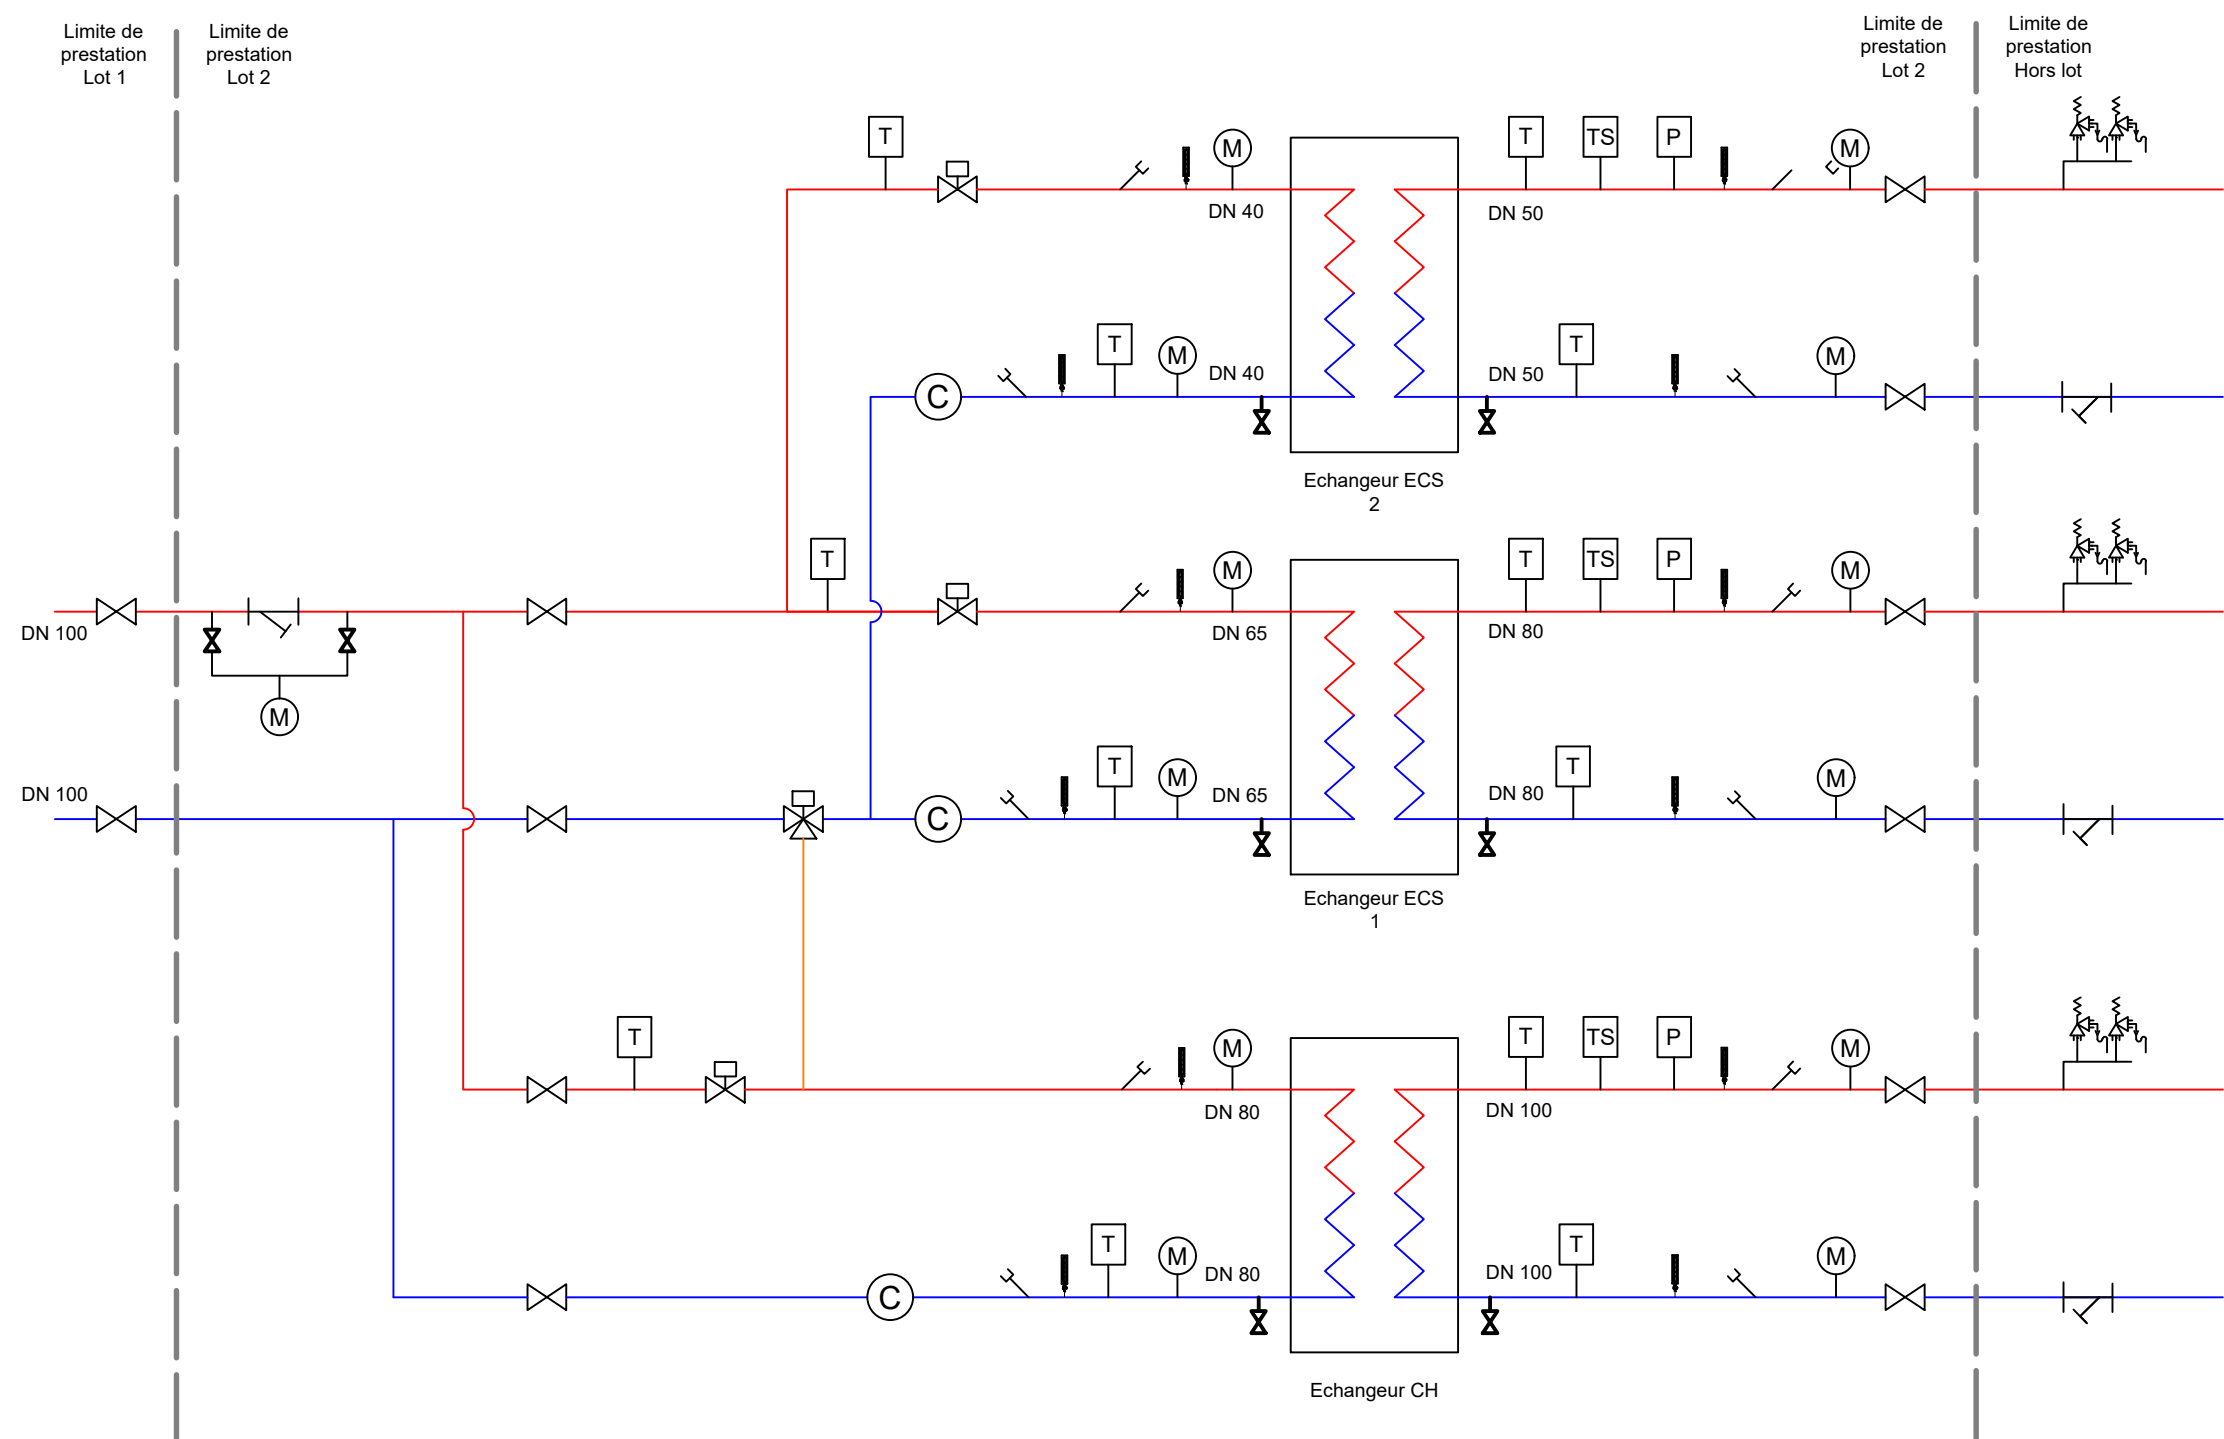 Limite de
prestation
Lot 1
Limite de
prestation
Lot 2
Limite de
prestation
Lot 2
Limite de
prestation
Hors lot
T
M
T
TS
P
M
DN 40
DN 50
T
M
T
M
DN 40
DN 50
C
Echangeur ECS
2
T
M
T
TS
P
M
DN 100
DN 65
DN 80
M
T
M
T
M
DN 100
DN 65
DN 80
C
Echangeur ECS
1
T
M
T
TS
P
M
DN 80
DN 100
T
M
T
M
DN 80
DN 100
C
Echangeur CH